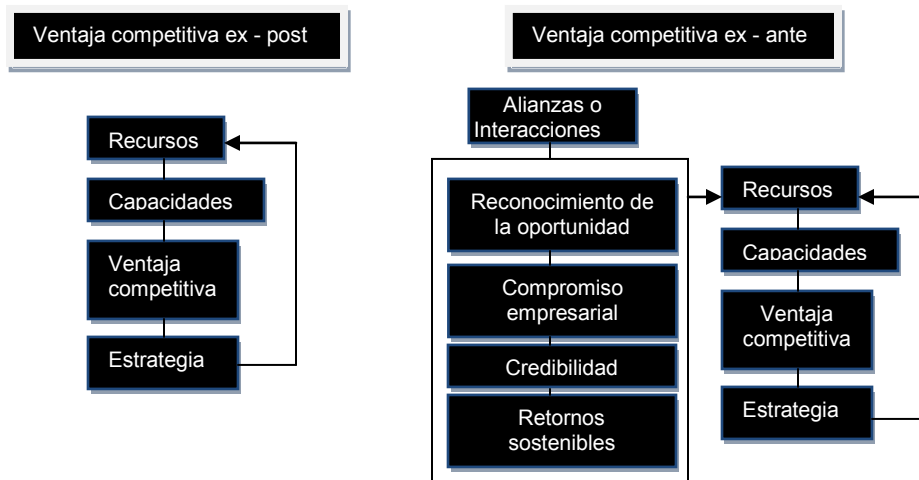 Ventaja competitiva ex - post
Ventaja competitiva ex - ante
Recursos
Capacidades
Ventaja
competitiva
Estrategia
Alianzas o
Interacciones
Reconocimiento de
la oportunidad
Compromiso
empresarial
Credibilidad
Retornos
sostenibles
Recursos
Capacidades
Ventaja
competitiva
Estrategia